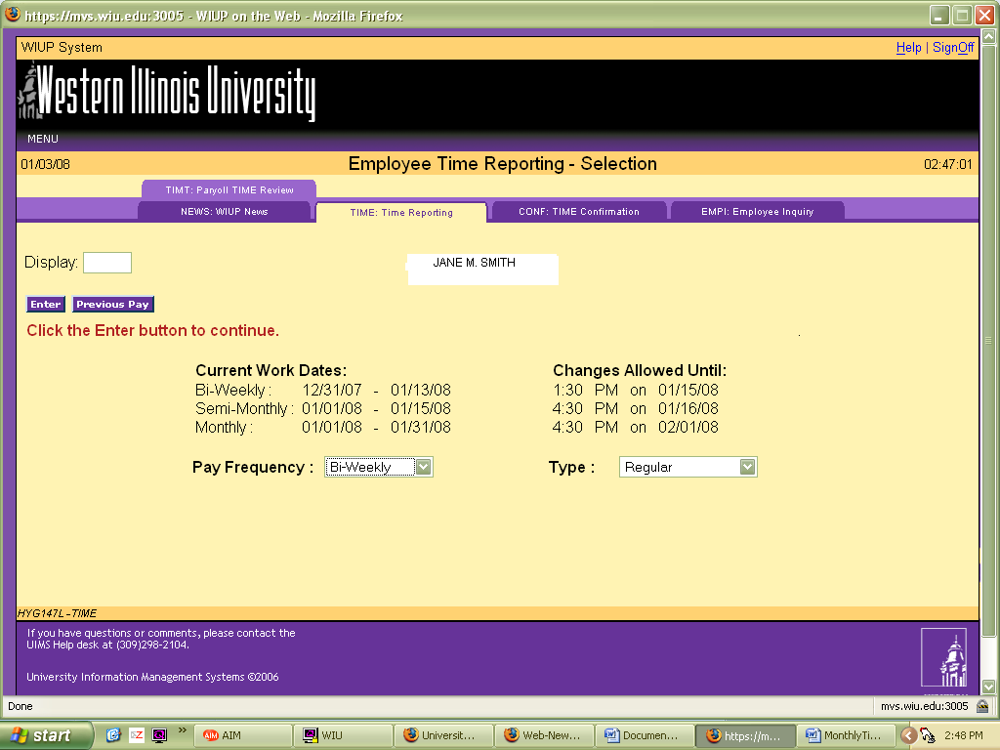 https://mvs.wiu.edu:3005 - WIUP on the Web - Mozilla Firefox
WIUP System
Help | SignOff
Western Illinois University
MENU
01/03/08 Employee Time Reporting - Selection 02:47:01
TIMT: Paryoll TIME Review
NEWS: WIUP News TIME: Time Reporting CONF: TIME Confirmation EMPI: Employee Inquiry
Display: JANE M. SMITH
Enter Previous Pay
Click the Enter button to continue.
Current Work Dates: Changes Allowed Until:
Bi-Weekly : 12/31/07 - 01/13/08 1:30 PM on 01/15/08
Semi-Monthly : 01/01/08 - 01/15/08 4:30 PM on 01/16/08
Monthly : 01/01/08 - 01/31/08 4:30 PM on 02/01/08
Pay Frequency : Bi-Weekly Type : Regular
HYG147L-TIME
If you have questions or comments, please contact the
UIMS Help desk at (309)298-2104.
University Information Management Systems ©2006
Done mvs.wiu.edu:3005
start AIM WIU Universit... Web-New... Documen... https://m... MonthlyTi... 2:48 PM